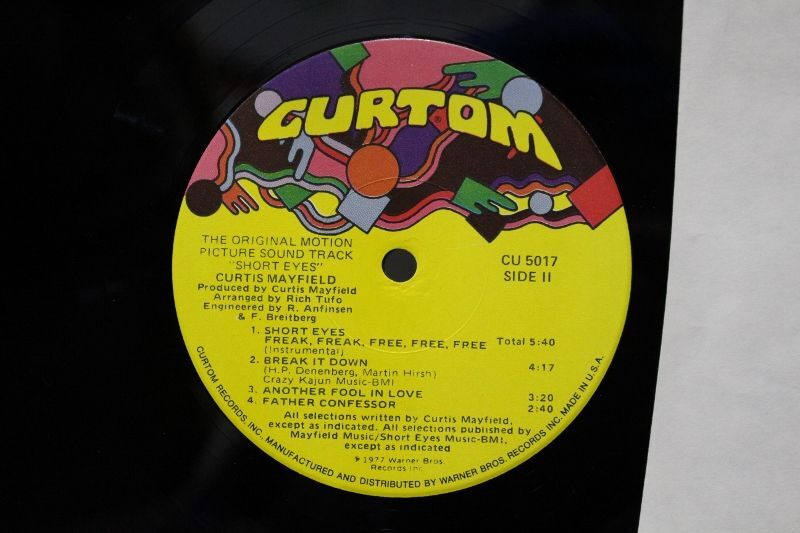 CURTOM®
THE ORIGINAL MOTION
PICTURE SOUND TRACK
"SHORT EYES"
CURTIS MAYFIELD
Produced by Curtis Mayfield
Arranged by Rich Tufo
Engineered by R. Anfinsen
& F. Breitberg
CU 5017
SIDE II
1. SHORT EYES
FREAK, FREAK, FREE, FREE, FREE Total 5:40
(Instrumental)
2. BREAK IT DOWN 4:17
(H.P. Denenberg, Martin Hirsh)
Crazy Kajun Music-BMI
3. ANOTHER FOOL IN LOVE 3:20
4. FATHER CONFESSOR 2:40
All selections written by Curtis Mayfield,
except as indicated. All selections published by
Mayfield Music/Short Eyes Music-BMI,
except as indicated
℗ 1977 Warner Bros.
Records Inc.
CURTOM RECORDS, INC., MANUFACTURED AND DISTRIBUTED BY WARNER BROS. RECORDS INC. MADE IN U.S.A.